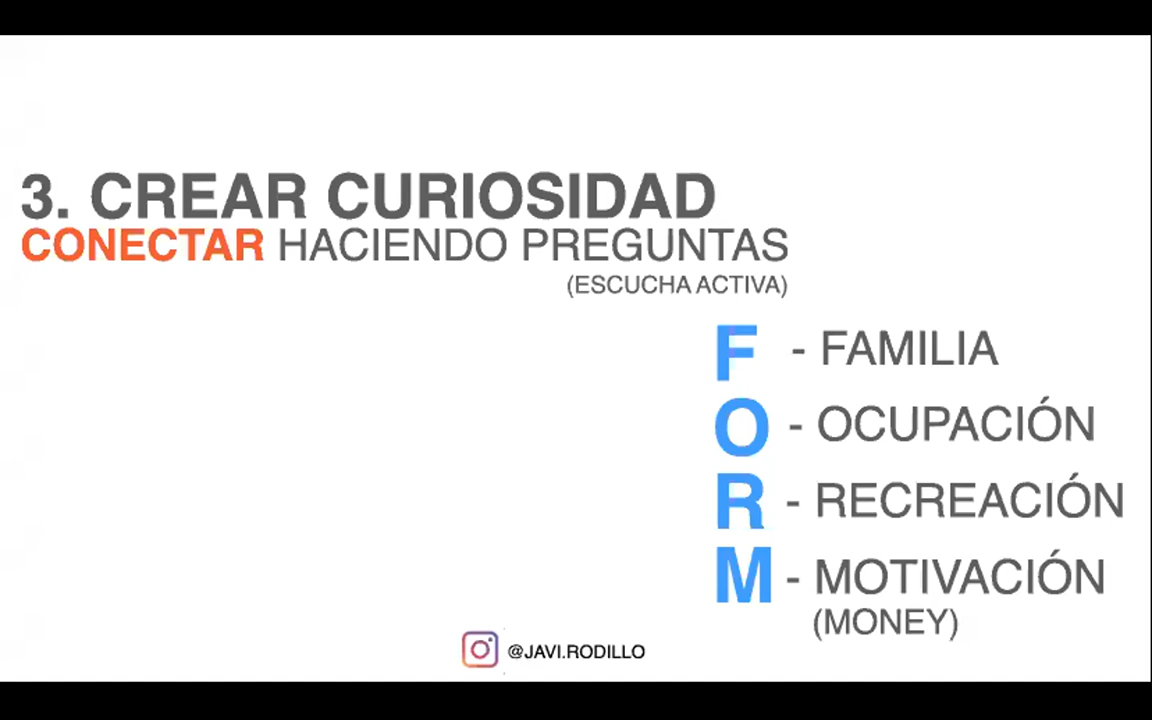 3. CREAR CURIOSIDAD
CONECTAR HACIENDO PREGUNTAS
(ESCUCHA ACTIVA)
F - FAMILIA
O - OCUPACIÓN
R - RECREACIÓN
M - MOTIVACIÓN
(MONEY)
@JAVI.RODILLO